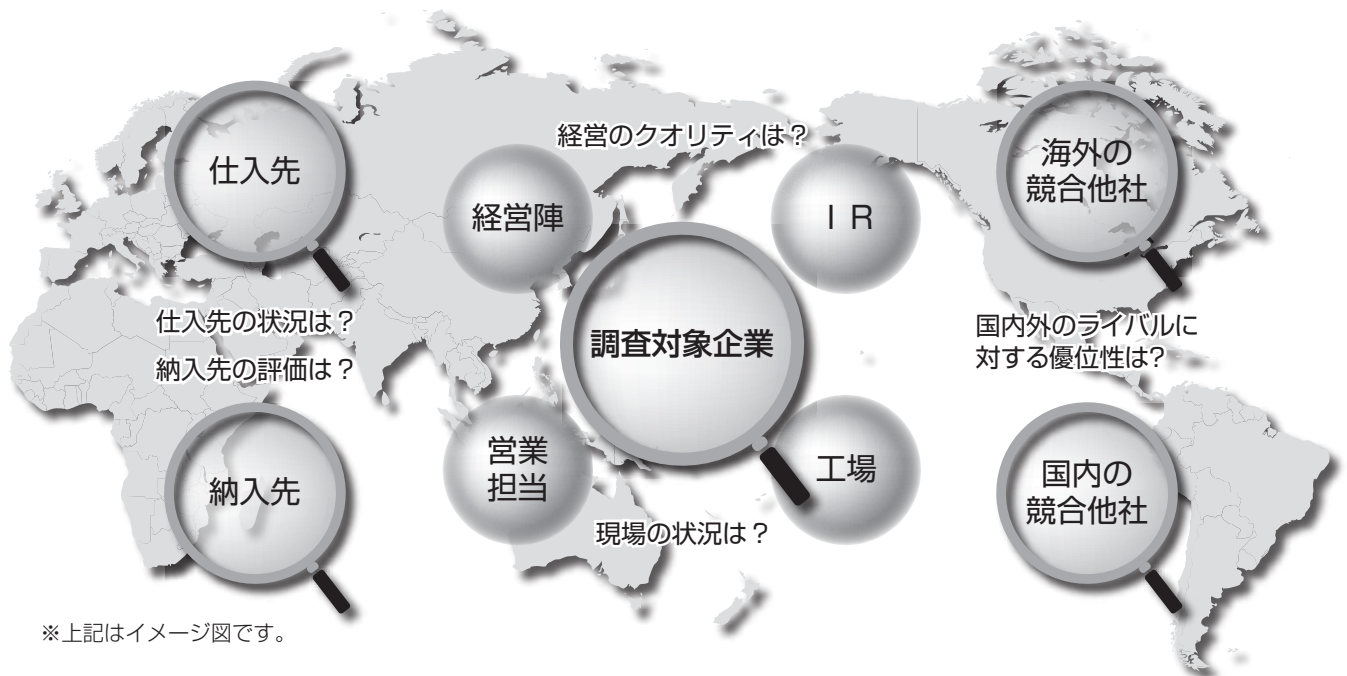 経営のクオリティは？
仕入先
経営陣
ＩＲ
海外の
競合他社
仕入先の状況は？
納入先の評価は？
調査対象企業
国内外のライバルに
対する優位性は?
納入先
営業
担当
工場
国内の
競合他社
現場の状況は？
※上記はイメージ図です。